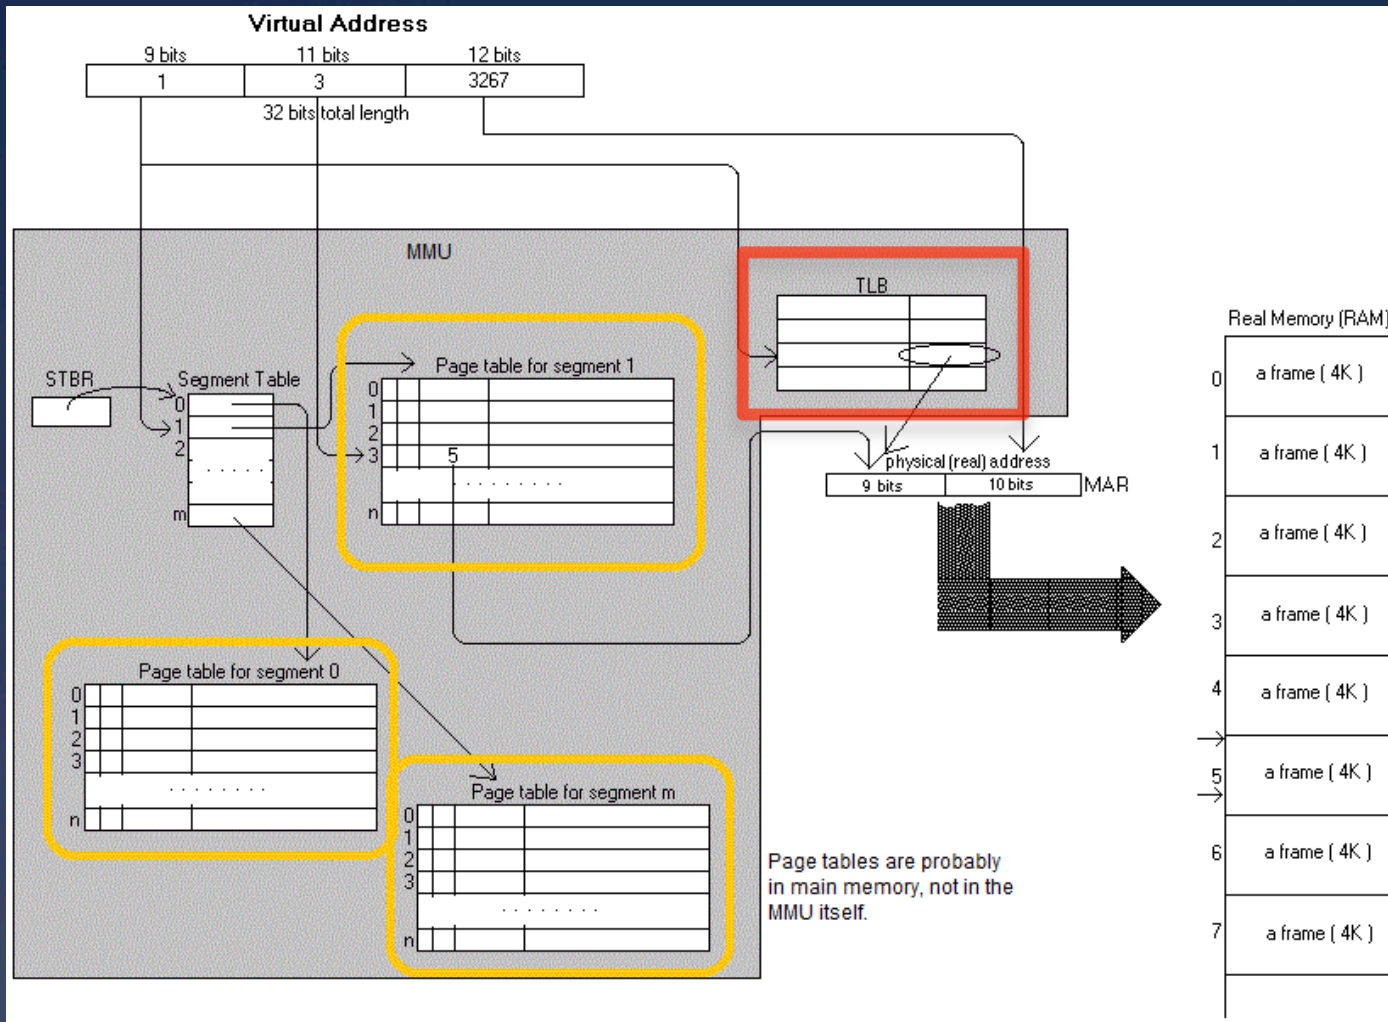 Virtual Address
9 bits 11 bits 12 bits
1 3 3267
32 bits total length
MMU
TLB
STBR
Segment Table
0
1
2
. . . . .
m
Page table for segment 1
0
1
2
3 5
. . . . . . . .
n
physical (real) address
9 bits 10 bits MAR
Page table for segment 0
0
1
2
3
. . . . . . . .
n
Page table for segment m
0
1
2
3
. . . . . . . .
n
Page tables are probably
in main memory, not in the
MMU itself.
Real Memory (RAM)
0 a frame ( 4K )
1 a frame ( 4K )
2 a frame ( 4K )
3 a frame ( 4K )
4 a frame ( 4K )
5 a frame ( 4K )
6 a frame ( 4K )
7 a frame ( 4K )